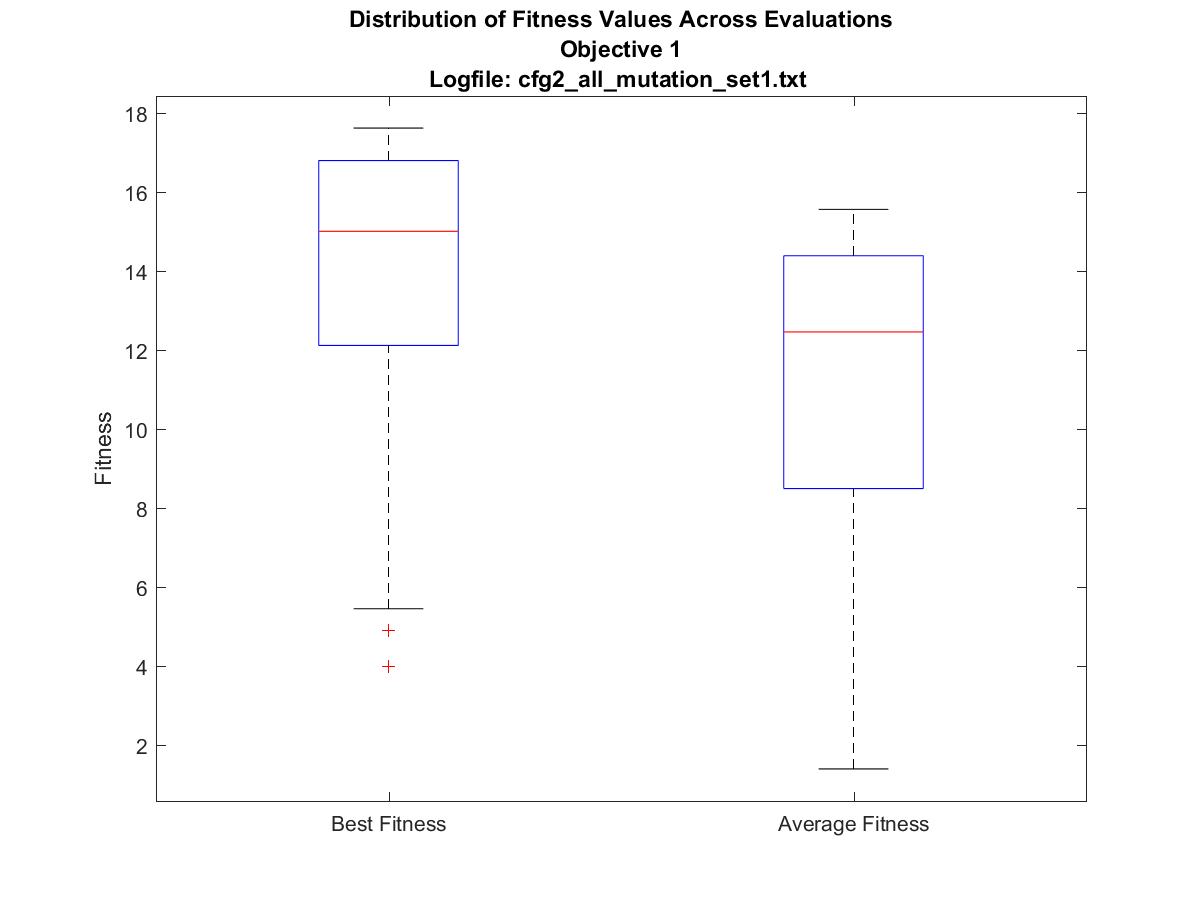 Distribution of Fitness Values Across Evaluations
Objective 1
Logfile: cfg2_all_mutation_set1.txt
18
16
14
12
10
8
6
4
2
Fitness
Best Fitness
Average Fitness